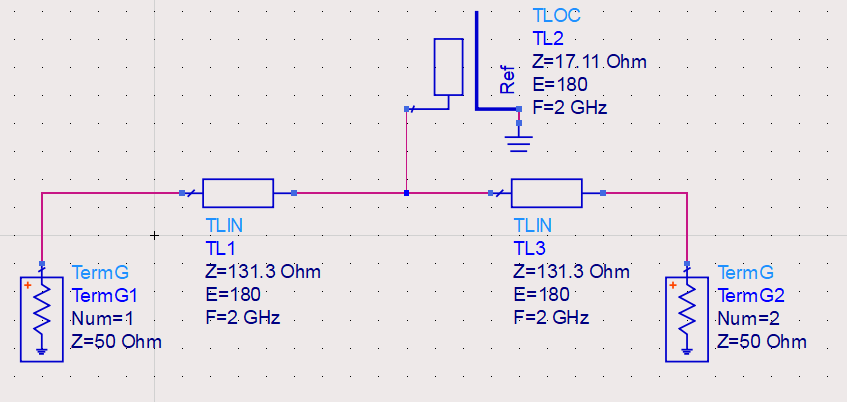 TLOC
TL2
Z=17.11 Ohm
E=180
F=2 GHz
Ref
TLIN
TL1
Z=131.3 Ohm
E=180
F=2 GHz
TLIN
TL3
Z=131.3 Ohm
E=180
F=2 GHz
+
TermG
TermG1
Num=1
Z=50 Ohm
+
TermG
TermG2
Num=2
Z=50 Ohm